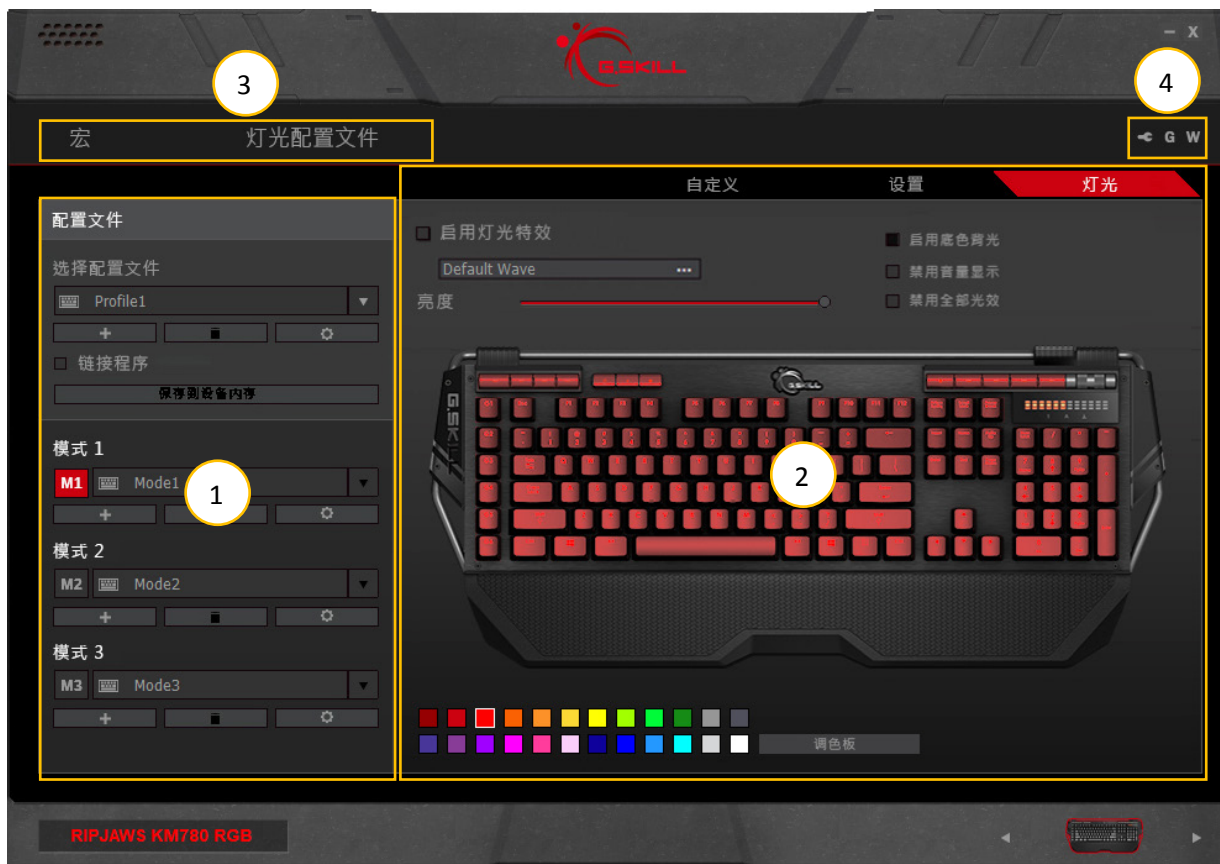 G.SKILL
− X
3
4
宏 灯光配置文件
G W
自定义 设置 灯光
配置文件
选择配置文件
Profile1
链接程序
保存到设备内存
模式 1
M1 Mode1
1
模式 2
M2 Mode2
模式 3
M3 Mode3
启用灯光特效
Default Wave ...
亮度
启用底色背光
禁用音量显示
禁用全部光效
G.SKILL
G.SKILL
2
调色板
RIPJAWS KM780 RGB